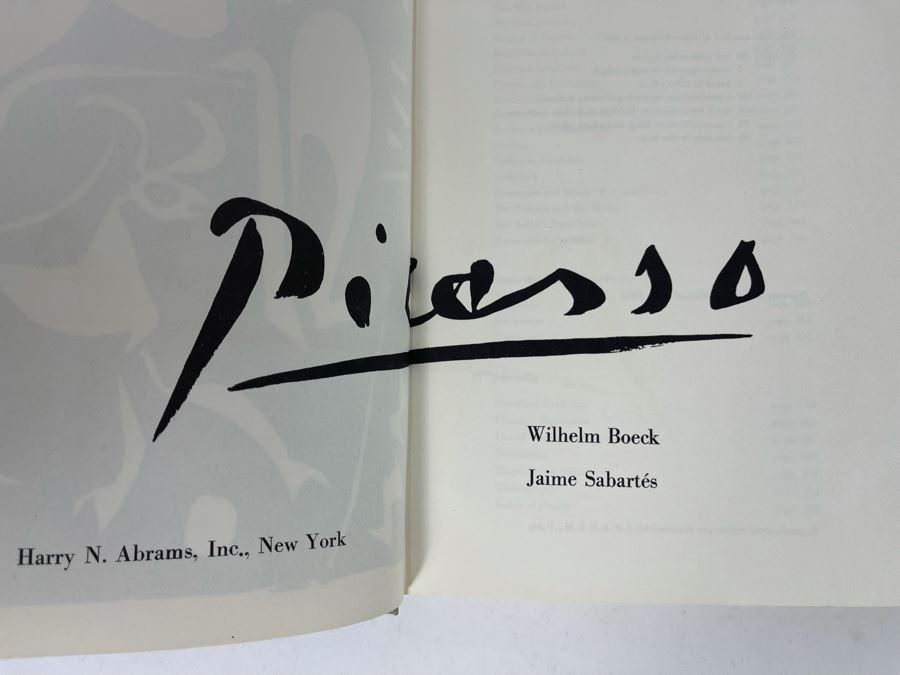 Picasso
Wilhelm Boeck
Jaime Sabartés
Harry N. Abrams, Inc., New York